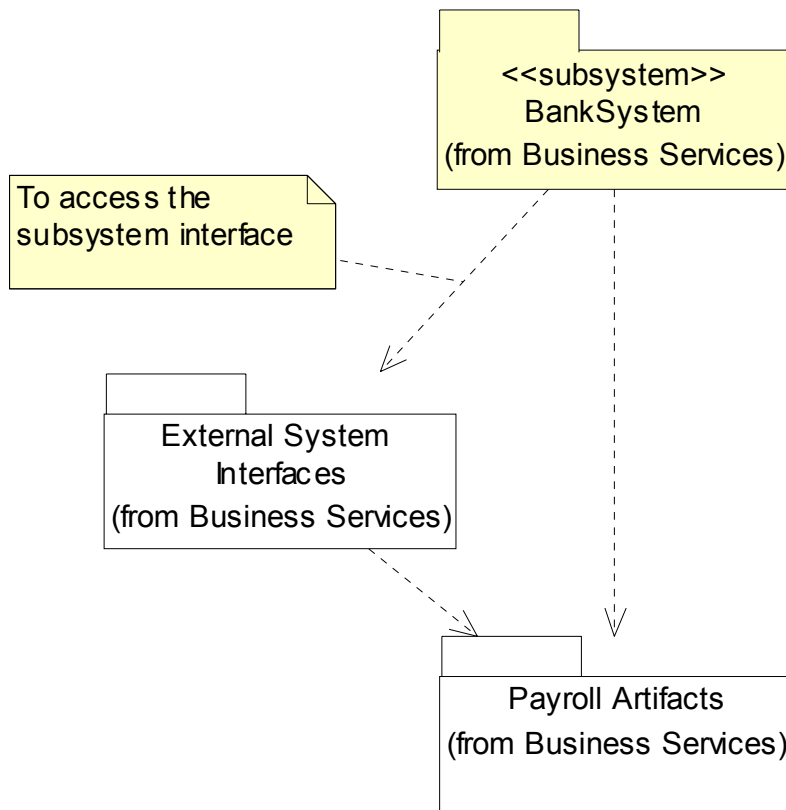 <<subsystem>>
BankSystem
(from Business Services)
To access the
subsystem interface
External System
Interfaces
(from Business Services)
Payroll Artifacts
(from Business Services)